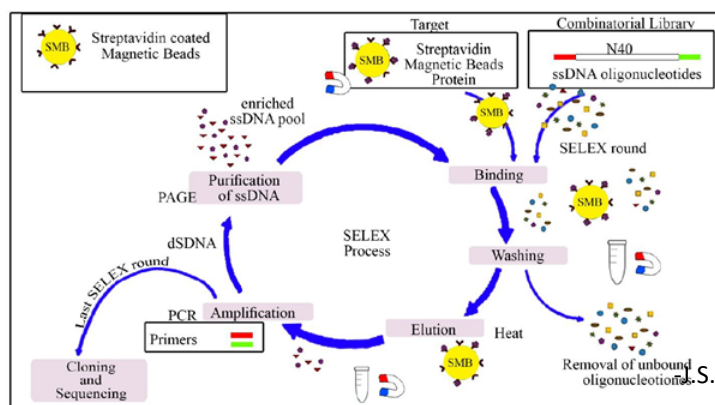 SMB
Streptavidin coated
Magnetic Beads
Target
SMB
Streptavidin
Magnetic Beads
Protein
Combinatorial Library
N40
ssDNA oligonucleotides
enriched
ssDNA pool
SMB
SELEX round
Binding
PAGE
Purification
of ssDNA
SMB
dSDNA
SELEX
Process
Washing
Last SELEX round
PCR
Amplification
Primers
Elution
Heat
SMB
Cloning
and
Sequencing
Removal of unbound
oligonucleotiones
-J.S.